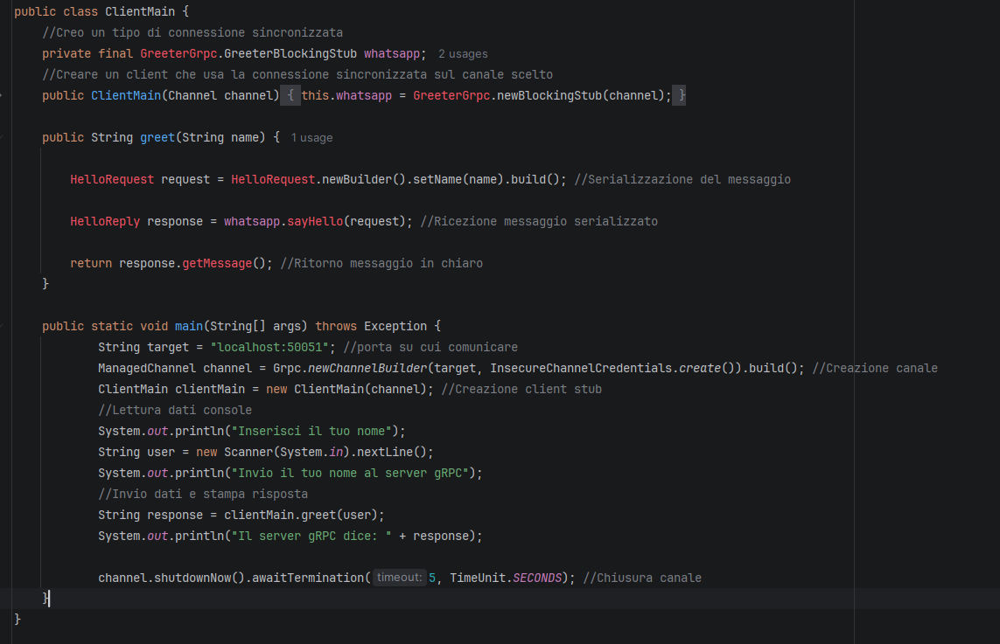 public class ClientMain {
//Creo un tipo di connessione sincronizzata
private final GreeterGrpc.GreeterBlockingStub whatsapp; 2 usages
//Creare un client che usa la connessione sincronizzata sul canale scelto
public ClientMain(Channel channel) { this.whatsapp = GreeterGrpc.newBlockingStub(channel); }
public String greet(String name) { 1 usage
HelloRequest request = HelloRequest.newBuilder().setName(name).build(); //Serializzazione del messaggio
HelloReply response = whatsapp.sayHello(request); //Ricezione messaggio serializzato
return response.getMessage(); //Ritorno messaggio in chiaro
}
public static void main(String[] args) throws Exception {
String target = "localhost:50051"; //porta su cui comunicare
ManagedChannel channel = Grpc.newChannelBuilder(target, InsecureChannelCredentials.create()).build(); //Creazione canale
ClientMain clientMain = new ClientMain(channel); //Creazione client stub
//Lettura dati console
System.out.println("Inserisci il tuo nome");
String user = new Scanner(System.in).nextLine();
System.out.println("Invio il tuo nome al server gRPC");
//Invio dati e stampa risposta
String response = clientMain.greet(user);
System.out.println("Il server gRPC dice: " + response);
channel.shutdownNow().awaitTermination( timeout: 5, TimeUnit.SECONDS); //Chiusura canale
}
}